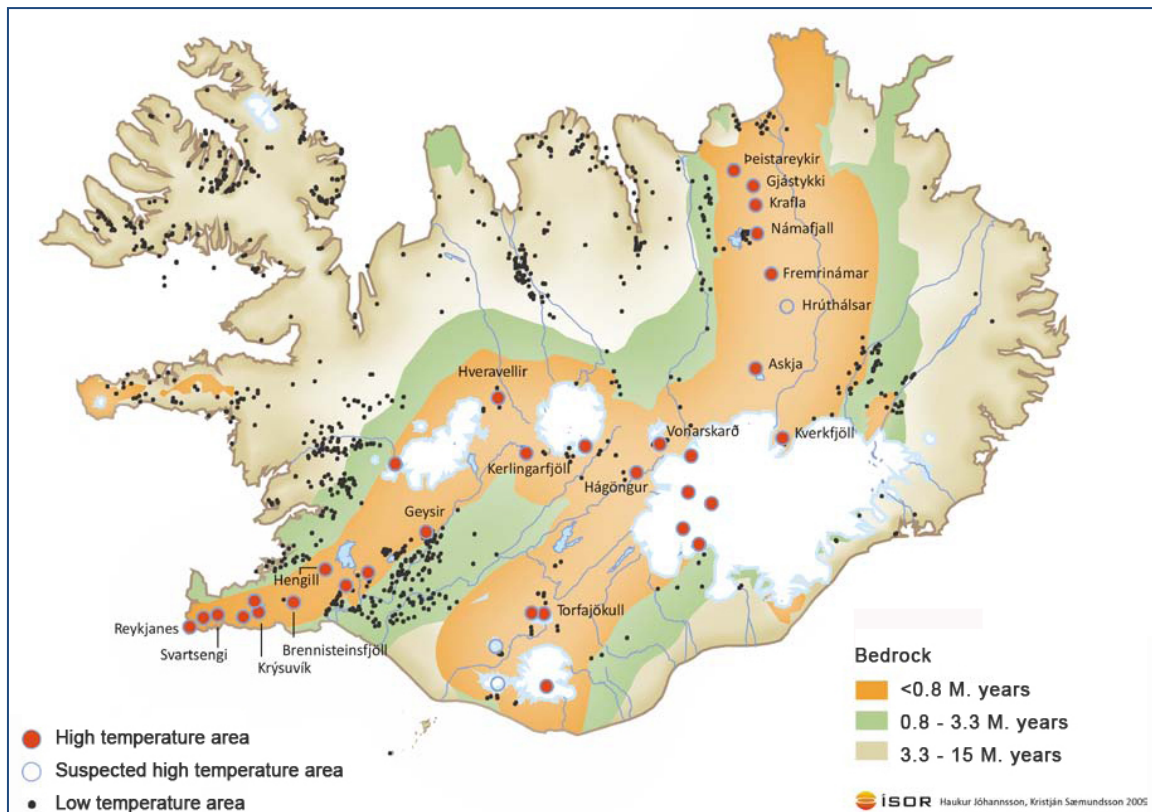 Þeistareykir
Gjástykki
Krafla
Námafjall
Fremrinámar
Hrúthálsar
Askja
Hveravellir
Vonarskarð
Kverkfjöll
Kerlingarfjöll
Hágöngur
Geysir
Hengill
Torfajökull
Reykjanes
Brennisteinsfjöll
Svartsengi
Krýsuvík
Bedrock
<0.8 M. years
0.8 - 3.3 M. years
3.3 - 15 M. years
High temperature area
Suspected high temperature area
Low temperature area
ÍSOR Haukur Jóhannsson, Kristján Sæmundsson 2005